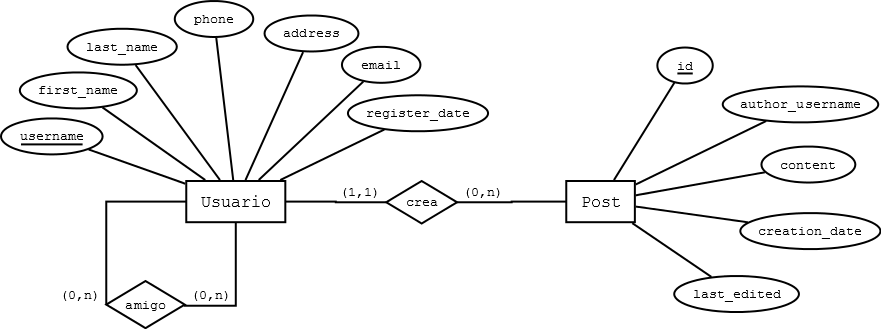 phone
address
last_name
email
id
first_name
author_username
register_date
username
content
Usuario
(1,1)
crea
(0,n)
Post
creation_date
(0,n)
amigo
(0,n)
last_edited